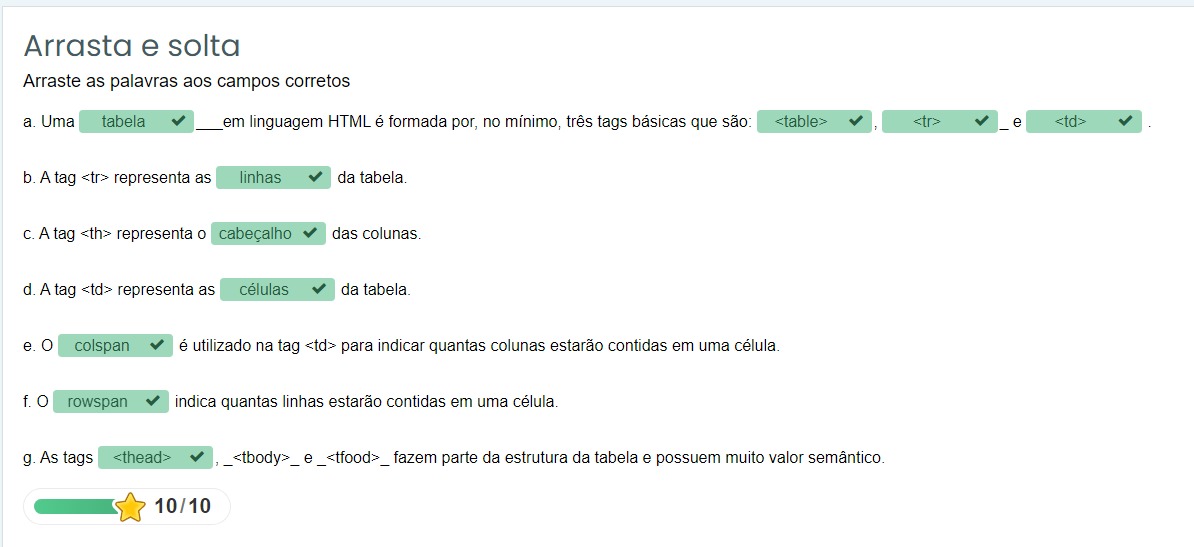 Arrasta e solta
Arraste as palavras aos campos corretos
a. Uma tabela ___em linguagem HTML é formada por, no mínimo, três tags básicas que são: <table> , <tr> _ e <td> .
b. A tag <tr> representa as linhas da tabela.
c. A tag <th> representa o cabeçalho das colunas.
d. A tag <td> representa as células da tabela.
e. O colspan é utilizado na tag <td> para indicar quantas colunas estarão contidas em uma célula.
f. O rowspan indica quantas linhas estarão contidas em uma célula.
g. As tags <thead> , _<tbody>_ e _<tfood>_ fazem parte da estrutura da tabela e possuem muito valor semântico.
10/10